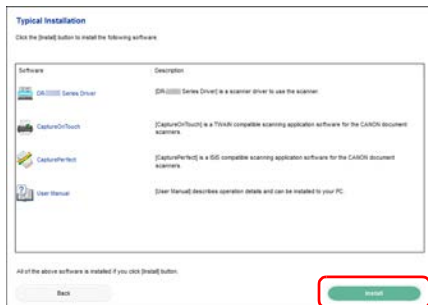 Typical Installation
Click the [Install] button to install the following software.
Software Description
DR- Series Driver [DR- Series Driver] is a scanner driver to use the scanner.
CaptureOnTouch [CaptureOnTouch] is a TWAIN compatible scanning application software for the CANON document
scanners.
CapturePerfect [CapturePerfect] is a ISIS compatible scanning application software for the CANON document
scanners.
User Manual [User Manual] describes operation details and can be installed to your PC.
All of the above software is installed if you click [Install] button.
Back Install